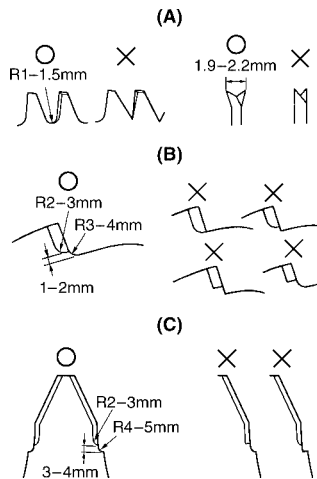 (A)
R1–1.5mm
1.9–2.2mm
(B)
R2–3mm
R3–4mm
1–2mm
(C)
R2–3mm
R4–5mm
3–4mm